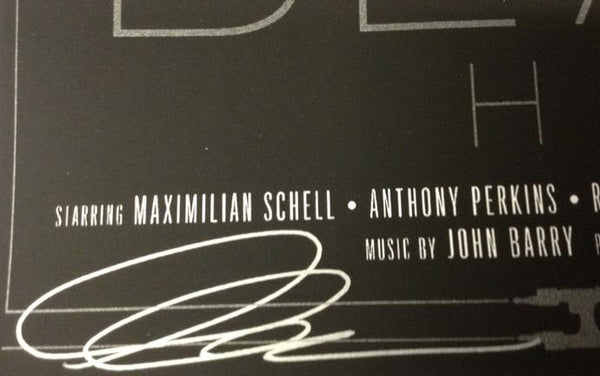 H
STARRING MAXIMILIAN SCHELL • ANTHONY PERKINS • R
MUSIC BY JOHN BARRY P